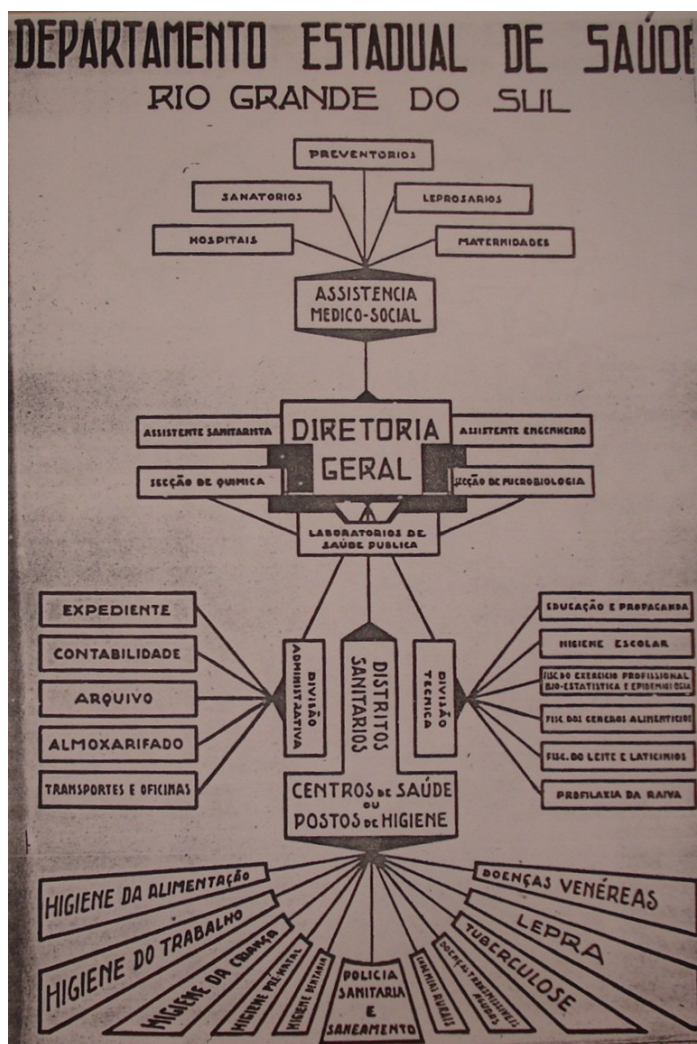 DEPARTAMENTO ESTADUAL DE SAÚDE
RIO GRANDE DO SUL
PREVENTORIOS
SANATORIOS
LEPROSARIOS
HOSPITAIS
MATERNIDADES
ASSISTENCIA
MEDICO-SOCIAL
ASSISTENTE SANITARISTA
DIRETORIA
GERAL
ASSISTENTE ENGENHEIRO
SECÇÃO DE QUIMICA
SECÇÃO DE MICROBIOLOGIA
LABORATORIOS DE
SAÚDE PUBLICA
EXPEDIENTE
CONTABILIDADE
ARQUIVO
ALMOXARIFADO
TRANSPORTES E OFICINAS
DIVISÃO
ADMINISTRATIVA
DISTRITOS
SANITARIOS
DIVISÃO
TECNICA
EDUCAÇÃO E PROPAGANDA
HIGIENE ESCOLAR
FISC. DO EXERCICIO PROFISSIONAL
BIO-ESTATISTICA E EPIDEMIOLOGIA
FISC. DOS GENEROS ALIMENTICIOS
FISC. DO LEITE E LATICINIOS
PROFILAXIA DA RAIVA
CENTROS DE SAÚDE
OU
POSTOS DE HIGIENE
HIGIENE DA ALIMENTAÇÃO
HIGIENE DO TRABALHO
HIGIENE DA CRIANÇA
HIGIENE PRÉ-NATAL
HIGIENE DENTARIA
POLICIA
SANITARIA
E
SANEAMENTO
ENDEMIAS RURAIS
DOENÇAS TRANSMISSIVEIS
AGUDAS
TUBERCULOSE
LEPRA
DOENÇAS VENÉREAS